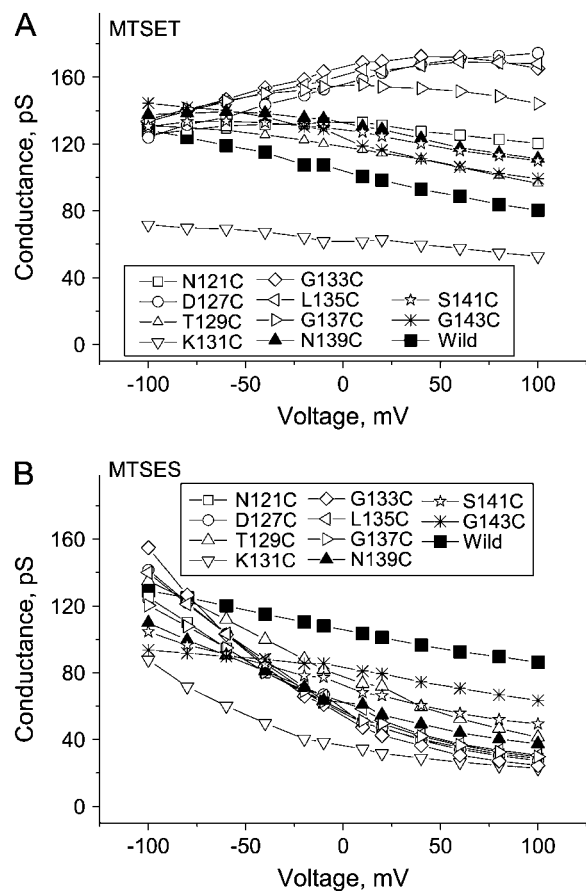 A
MTSET
Conductance, pS
160
120
80
40
0
N121C
D127C
T129C
K131C
G133C
L135C
G137C
N139C
S141C
G143C
Wild
-100
-50
0
50
100
Voltage, mV
B
MTSES
Conductance, pS
160
120
80
40
0
N121C
D127C
T129C
K131C
G133C
L135C
G137C
N139C
S141C
G143C
Wild
-100
-50
0
50
100
Voltage, mV